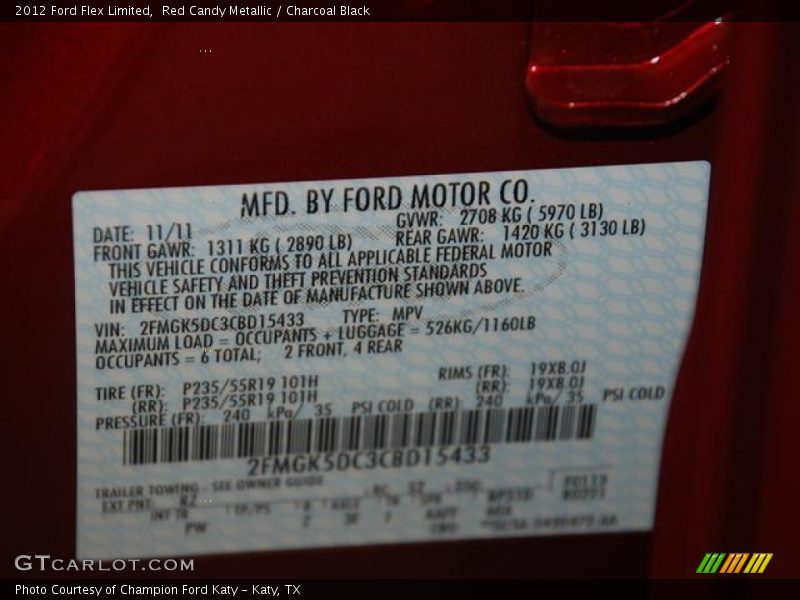 2012 Ford Flex Limited,  Red Candy Metallic / Charcoal Black
MFD. BY FORD MOTOR CO.
DATE: 11/11 GVWR: 2708 KG ( 5970 LB)
FRONT GAWR: 1311 KG ( 2890 LB) REAR GAWR: 1420 KG ( 3130 LB)
THIS VEHICLE CONFORMS TO ALL APPLICABLE FEDERAL MOTOR
VEHICLE SAFETY AND THEFT PREVENTION STANDARDS
IN EFFECT ON THE DATE OF MANUFACTURE SHOWN ABOVE.
VIN: 2FMGK5DC3CBD15433 TYPE: MPV
MAXIMUM LOAD = OCCUPANTS + LUGGAGE = 526KG/1160LB
OCCUPANTS = 6 TOTAL; 2 FRONT, 4 REAR
TIRE (FR): P235/55R19 101H RIMS (FR): 19X8.0J
(RR): P235/55R19 101H (RR): 19X8.0J
PRESSURE (FR): 240 kPa/ 35 PSI COLD (RR): 240 kPa/ 35 PSI COLD
2FMGK5DC3CBD15433
TRAILER TOWING - SEE OWNER GUIDE
EXT PNT: RZ
INT TR
PW
GTCARLOT.COM
Photo Courtesy of Champion Ford Katy - Katy, TX